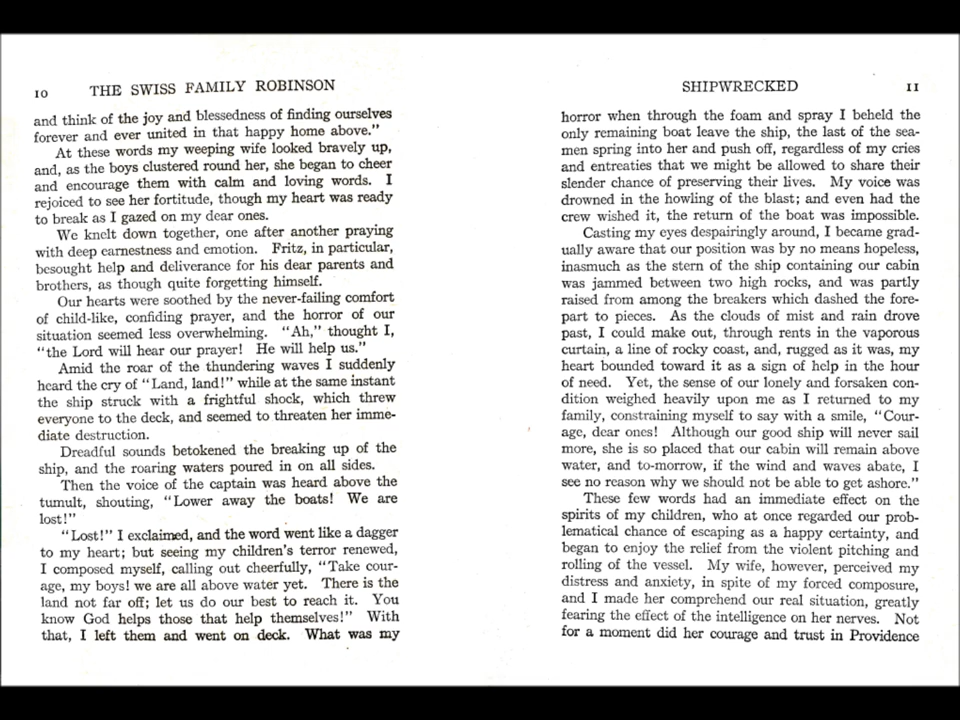 10 THE SWISS FAMILY ROBINSON
and think of the joy and blessedness of finding ourselves
forever and ever united in that happy home above."
At these words my weeping wife looked bravely up,
and, as the boys clustered round her, she began to cheer
and encourage them with calm and loving words. I
rejoiced to see her fortitude, though my heart was ready
to break as I gazed on my dear ones.
We knelt down together, one after another praying
with deep earnestness and emotion. Fritz, in particular,
besought help and deliverance for his dear parents and
brothers, as though quite forgetting himself.
Our hearts were soothed by the never-failing comfort
of child-like, confiding prayer, and the horror of our
situation seemed less overwhelming. "Ah," thought I,
"the Lord will hear our prayer! He will help us."
Amid the roar of the thundering waves I suddenly
heard the cry of "Land, land!" while at the same instant
the ship struck with a frightful shock, which threw
everyone to the deck, and seemed to threaten her imme-
diate destruction.
Dreadful sounds betokened the breaking up of the
ship, and the roaring waters poured in on all sides.
Then the voice of the captain was heard above the
tumult, shouting, "Lower away the boats! We are
lost!"
"Lost!" I exclaimed, and the word went like a dagger
to my heart; but seeing my children's terror renewed,
I composed myself, calling out cheerfully, "Take cour-
age, my boys! we are all above water yet. There is the
land not far off; let us do our best to reach it. You
know God helps those that help themselves!" With
that, I left them and went on deck. What was my
SHIPWRECKED 11
horror when through the foam and spray I beheld the
only remaining boat leave the ship, the last of the sea-
men spring into her and push off, regardless of my cries
and entreaties that we might be allowed to share their
slender chance of preserving their lives. My voice was
drowned in the howling of the blast; and even had the
crew wished it, the return of the boat was impossible.
Casting my eyes despairingly around, I became grad-
ually aware that our position was by no means hopeless,
inasmuch as the stern of the ship containing our cabin
was jammed between two high rocks, and was partly
raised from among the breakers which dashed the fore-
part to pieces. As the clouds of mist and rain drove
past, I could make out, through rents in the vaporous
curtain, a line of rocky coast, and, rugged as it was, my
heart bounded toward it as a sign of help in the hour
of need. Yet, the sense of our lonely and forsaken con-
dition weighed heavily upon me as I returned to my
family, constraining myself to say with a smile, "Cour-
age, dear ones! Although our good ship will never sail
more, she is so placed that our cabin will remain above
water, and to-morrow, if the wind and waves abate, I
see no reason why we should not be able to get ashore."
These few words had an immediate effect on the
spirits of my children, who at once regarded our prob-
lematical chance of escaping as a happy certainty, and
began to enjoy the relief from the violent pitching and
rolling of the vessel. My wife, however, perceived my
distress and anxiety, in spite of my forced composure,
and I made her comprehend our real situation, greatly
fearing the effect of the intelligence on her nerves. Not
for a moment did her courage and trust in Providence